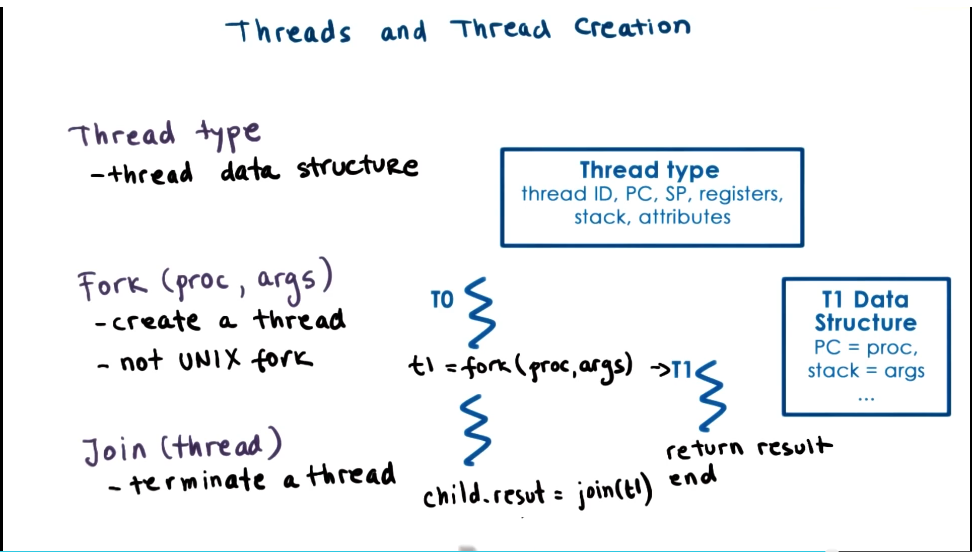 Threads and Thread Creation
Thread type
-thread data structure
Thread type
thread ID, PC, SP, registers,
stack, attributes
Fork (proc, args)
-create a thread
- not UNIX fork
T0
t1 = fork(proc, args) → T1
T1 Data
Structure
PC = proc,
stack = args
...
Join (thread)
- terminate a thread
child.resut = join(t1)
return result
end